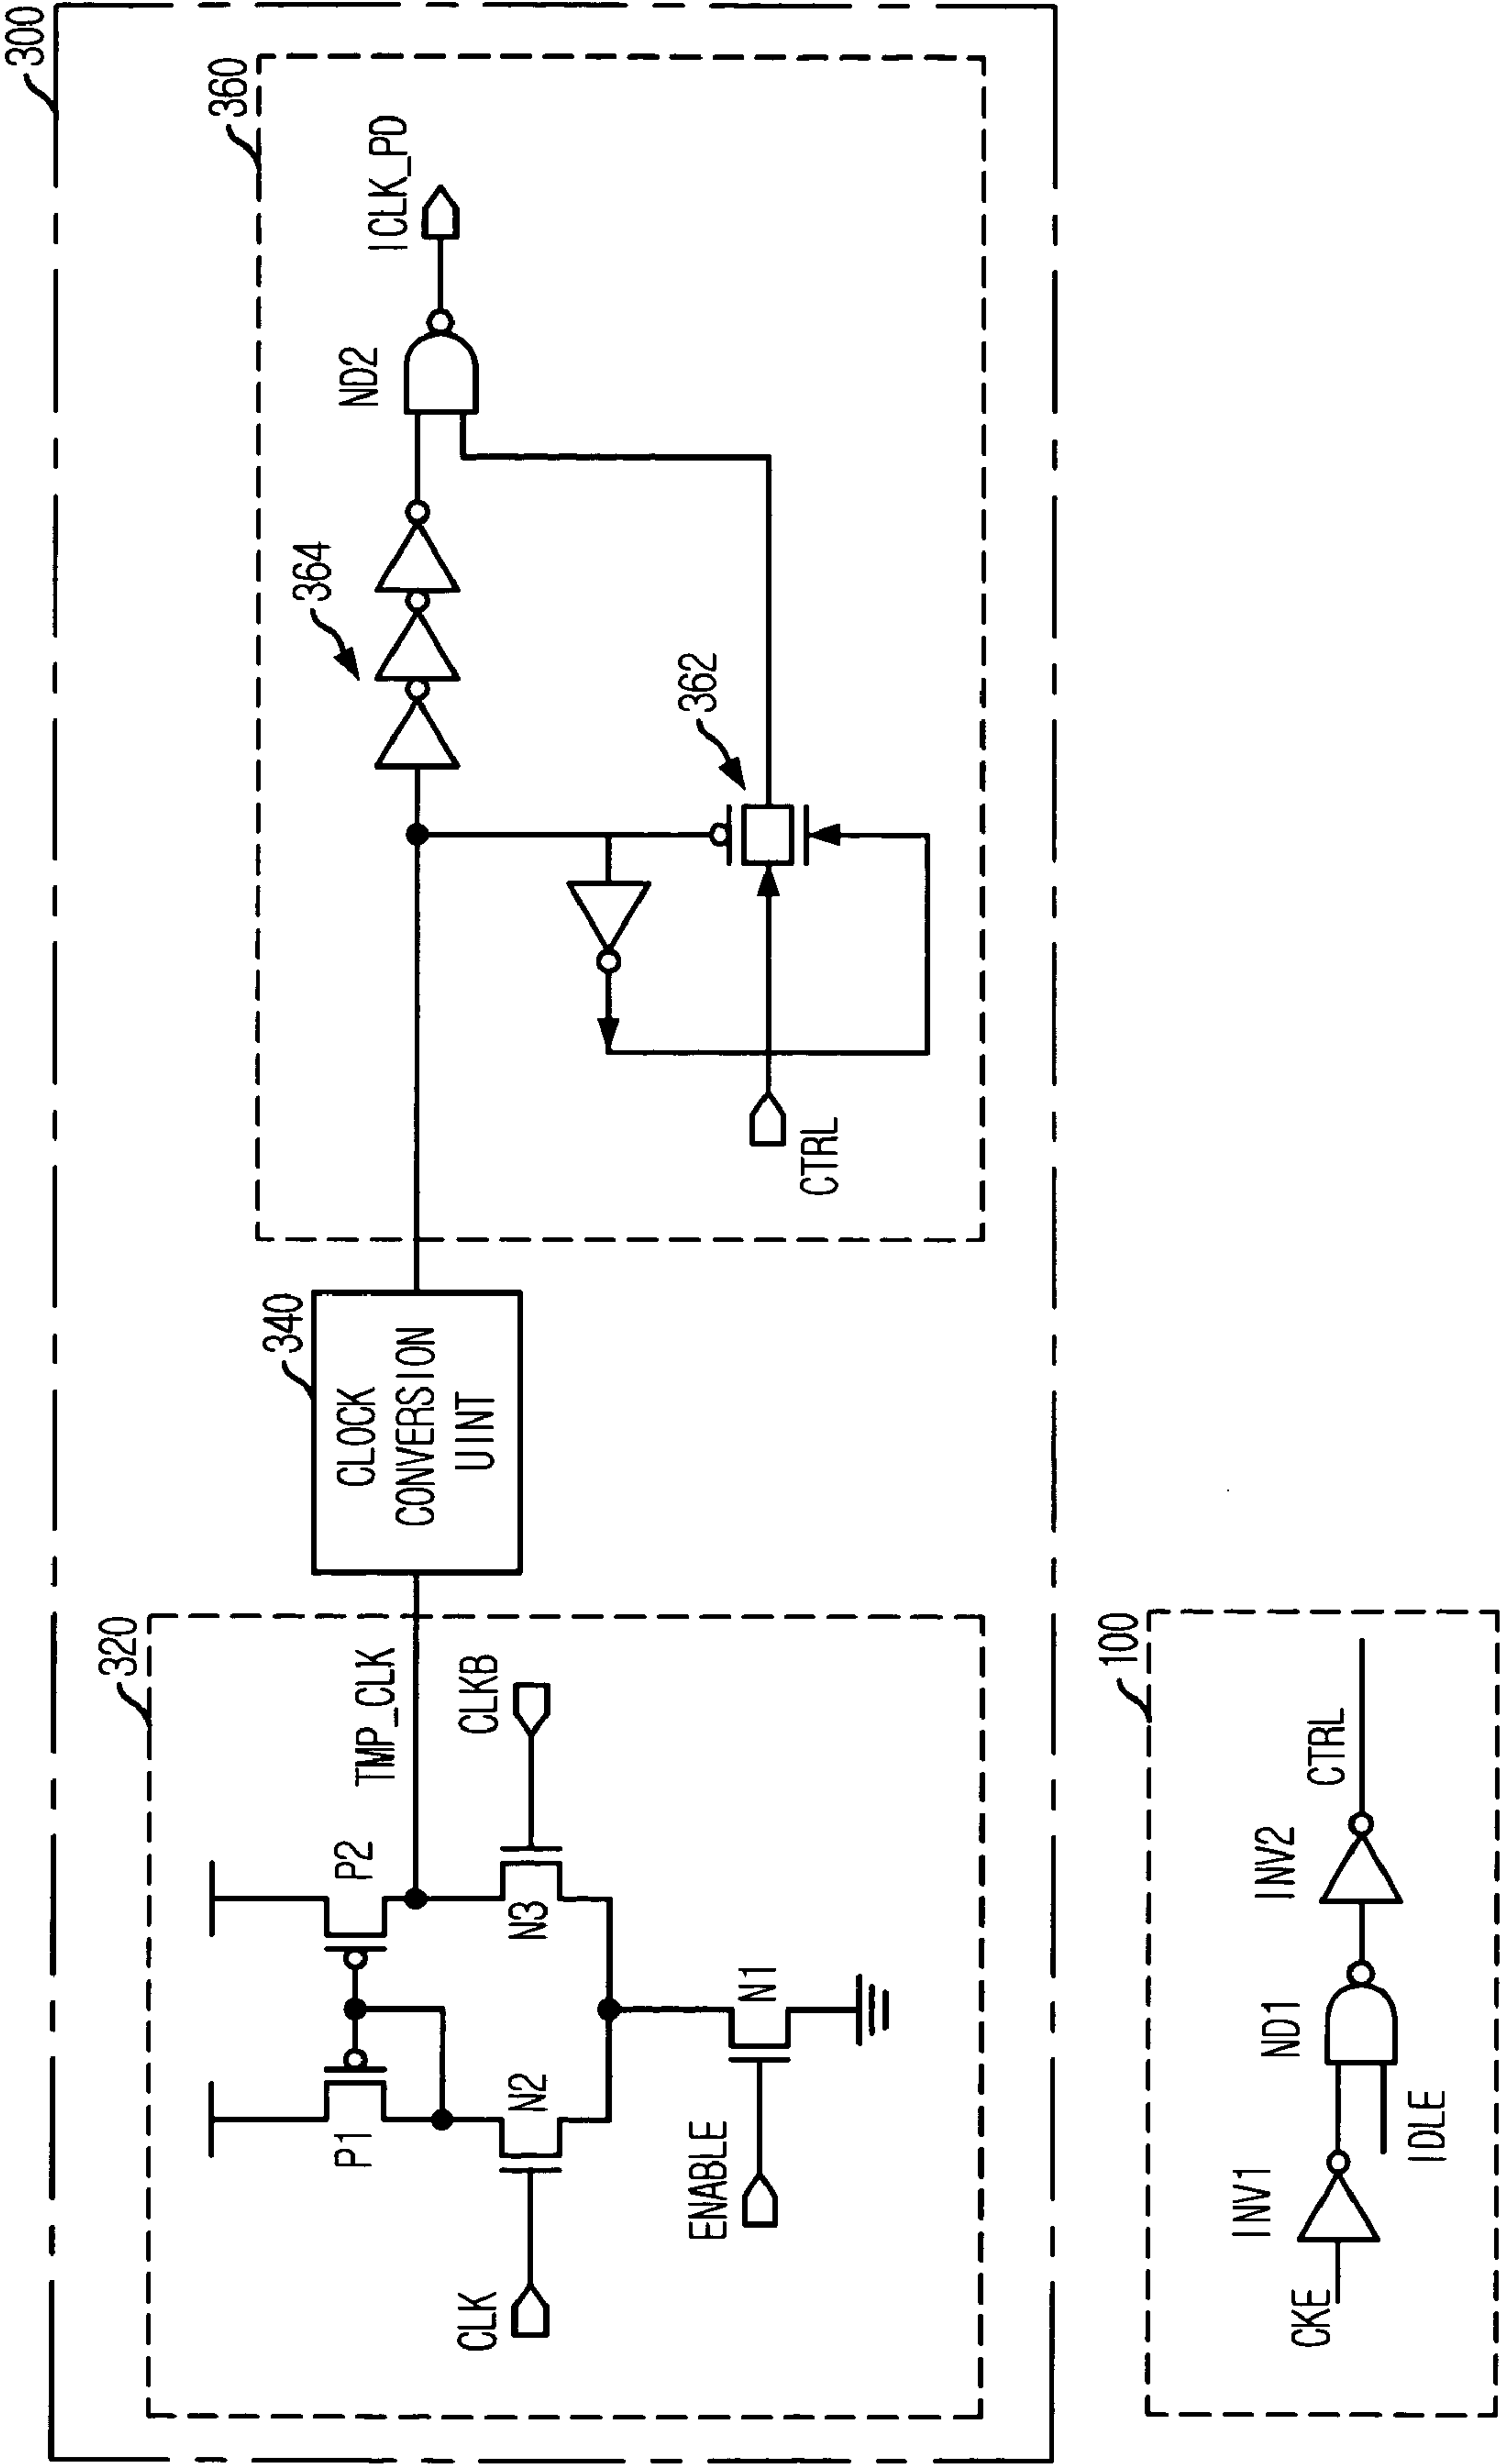 300
320
CLK
P1
P2
N2
N3
TMP_CLK
CLKB
ENABLE
N1
340
CLOCK
CONVERSION
UINT
360
364
ND2
ICLK_PD
362
CTRL
100
CKE
INV1
ND1
IDLE
INV2
CTRL